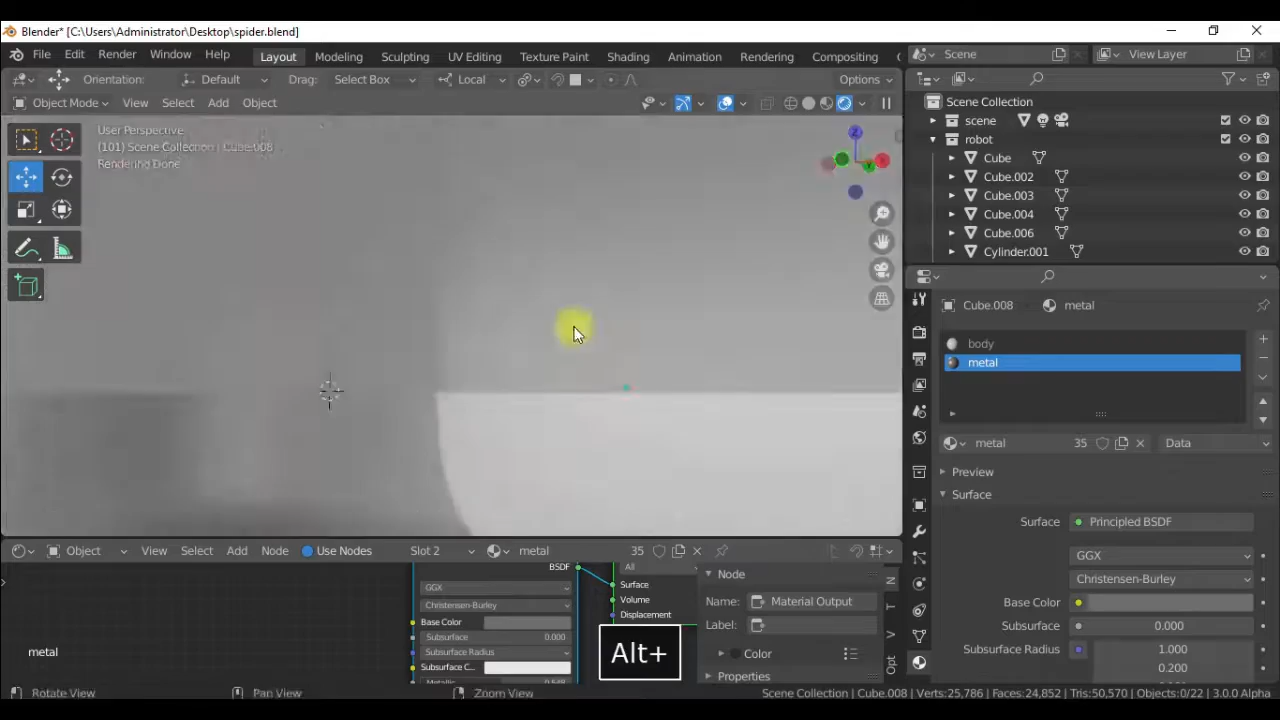 Blender* [C:\Users\Administrator\Desktop\spider.blend]
File Edit Render Window Help Layout Modeling Sculpting UV Editing Texture Paint Shading Animation Rendering Compositing Scene View Layer
Orientation: Default Drag: Select Box Local Options
Object Mode View Select Add Object
User Perspective
(101) Scene Collection | Cube.008
Rendering Done
Z
Y
Scene Collection
scene
robot
Cube
Cube.002
Cube.003
Cube.004
Cube.006
Cylinder.001
Cube.008 metal
body
metal
metal 35 Data
Preview
Surface
Surface Principled BSDF
GGX
Christensen-Burley
Base Color
Subsurface 0.000
Subsurface Radius 1.000
0.200
Object View Select Add Node Use Nodes Slot 2 metal 35
BSDF
GGX
Christensen-Burley
Base Color
Subsurface 0.000
Subsurface Radius
Subsurface C...
Metallic 0.548
All
Surface
Volume
Displacement
Node
Name: Material Output
Label:
Color
Properties
N
T
V
Opt
metal
Alt+
Rotate View Pan View Zoom View Scene Collection | Cube.008 | Verts:25,786 | Faces:24,852 | Tris:50,570 | Objects:0/22 | 3.0.0 Alpha